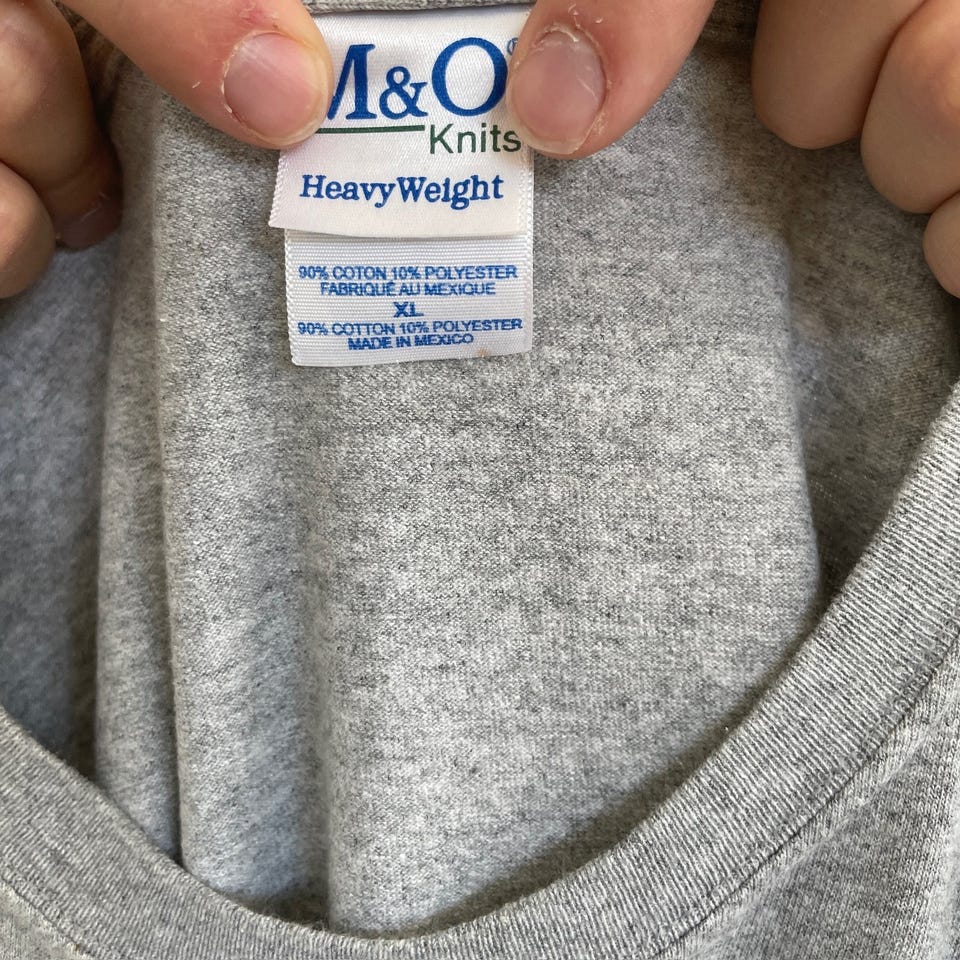 M&O®
Knits
HeavyWeight
90% COTON 10% POLYESTER
FABRIQUÉ AU MEXIQUE
XL
90% COTTON 10% POLYESTER
MADE IN MEXICO